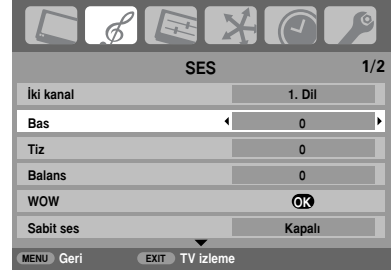 SES 1/2
İki kanal 1. Dil
Bas 0
Tiz 0
Balans 0
WOW OK
Sabit ses Kapalı
MENU Geri EXIT TV izleme